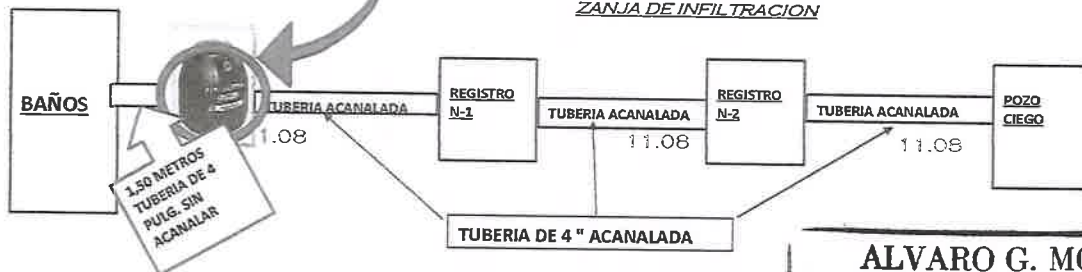 ZANJA DE INFILTRACION
BAÑOS
TUBERIA ACANALADA
1.08
REGISTRO
N-1
TUBERIA ACANALADA
11.08
REGISTRO
N-2
TUBERIA ACANALADA
11.08
POZO
CIEGO
1,50 METROS
TUBERIA DE 4
PULG. SIN
ACANALAR
TUBERIA DE 4 " ACANALADA
ALVARO G. MO